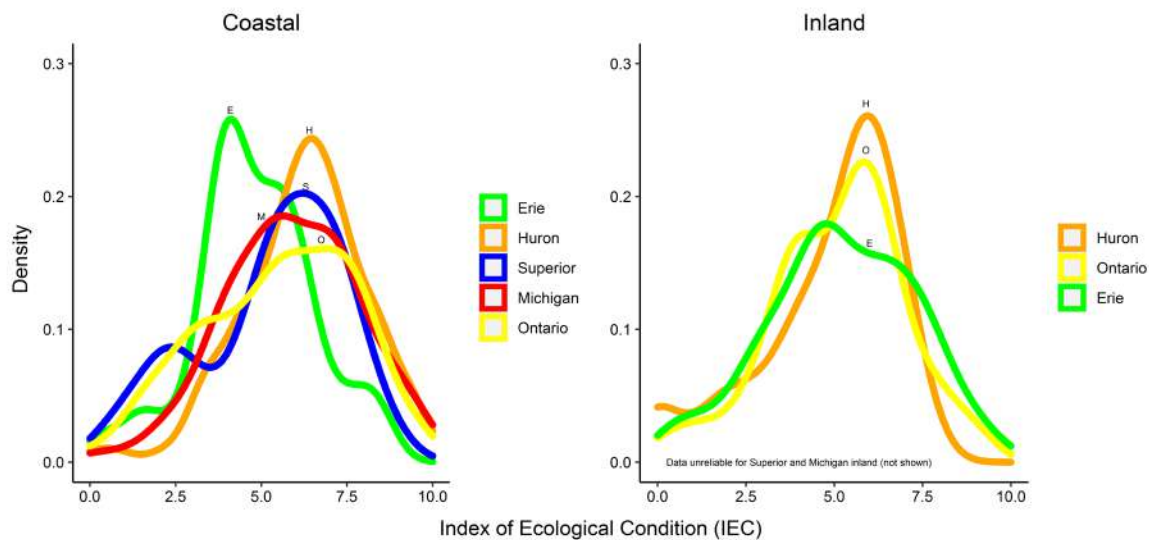 Coastal
Inland
Density
0.3
0.2
0.1
0.0
E
H
S
M
O
0.0 2.5 5.0 7.5 10.0
Erie
Huron
Superior
Michigan
Ontario
0.3
0.2
0.1
0.0
H
O
E
Data unreliable for Superior and Michigan inland (not shown)
0.0 2.5 5.0 7.5 10.0
Huron
Ontario
Erie
Index of Ecological Condition (IEC)